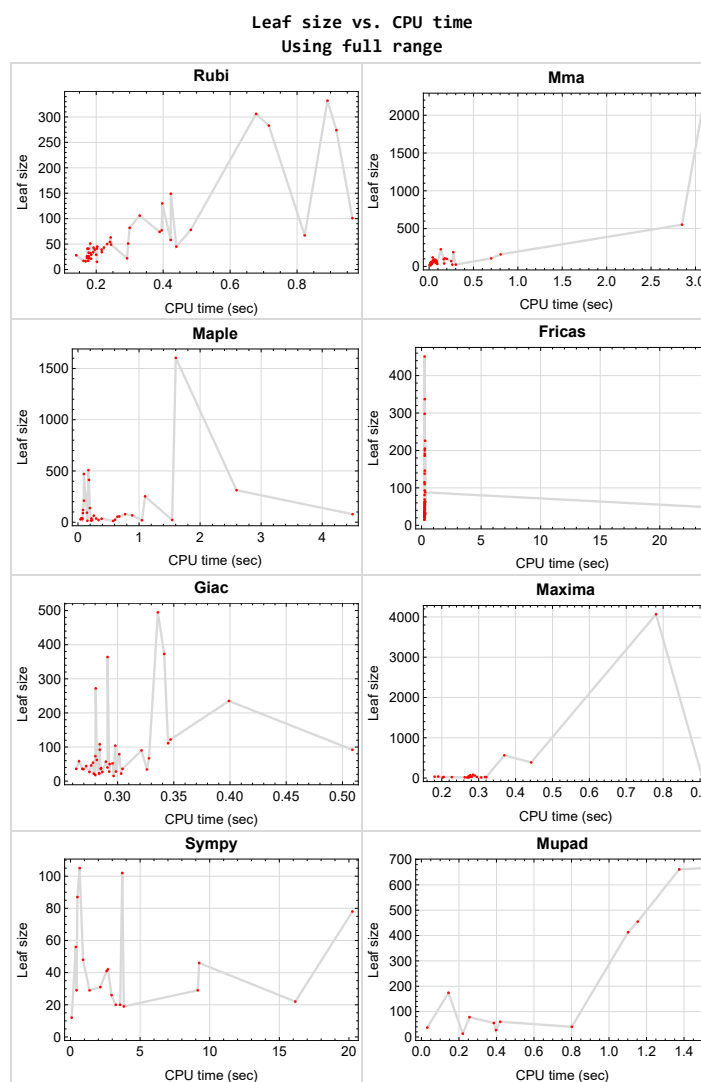 Leaf size vs. CPU time
Using full range
Rubi
Leaf size
300
250
200
150
100
50
0
0.2 0.4 0.6 0.8
CPU time (sec)
Mma
Leaf size
2000
1500
1000
500
0
0.0 0.5 1.0 1.5 2.0 2.5 3.0
CPU time (sec)
Maple
Leaf size
1500
1000
500
0
0 1 2 3 4
CPU time (sec)
Fricas
Leaf size
400
300
200
100
0
0 5 10 15 20
CPU time (sec)
Giac
Leaf size
500
400
300
200
100
0
0.30 0.35 0.40 0.45 0.50
CPU time (sec)
Maxima
Leaf size
4000
3000
2000
1000
0
0.2 0.3 0.4 0.5 0.6 0.7 0.8
CPU time (sec)
Sympy
Leaf size
100
80
60
40
20
0
0 5 10 15 20
CPU time (sec)
Mupad
Leaf size
700
600
500
400
300
200
100
0
0.0 0.2 0.4 0.6 0.8 1.0 1.2 1.4
CPU time (sec)